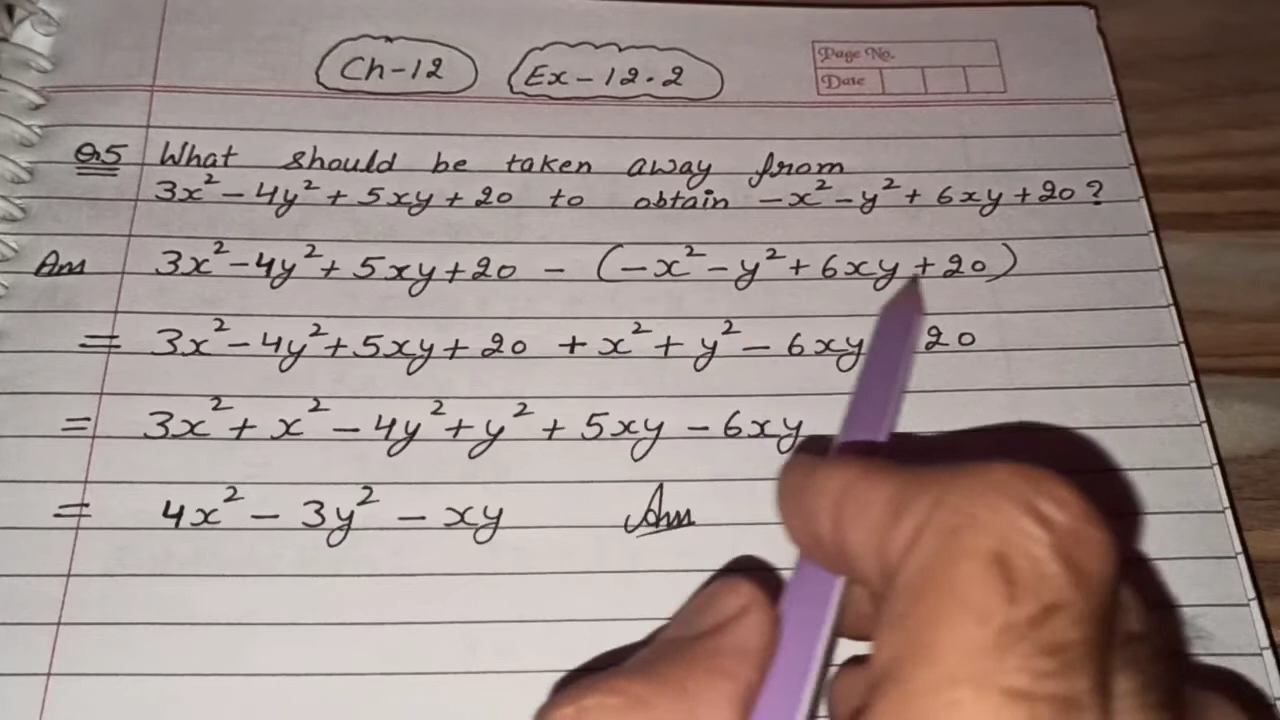 Ch-12 Ex-12.2
Page No.
Date
Q5 What should be taken away from
3x² - 4y² + 5xy + 20 to obtain -x² - y² + 6xy + 20?
Ans 3x² - 4y² + 5xy + 20 - (-x² - y² + 6xy + 20)
= 3x² - 4y² + 5xy + 20 + x² + y² - 6xy 20
= 3x² + x² - 4y² + y² + 5xy - 6xy
= 4x² - 3y² - xy Ans